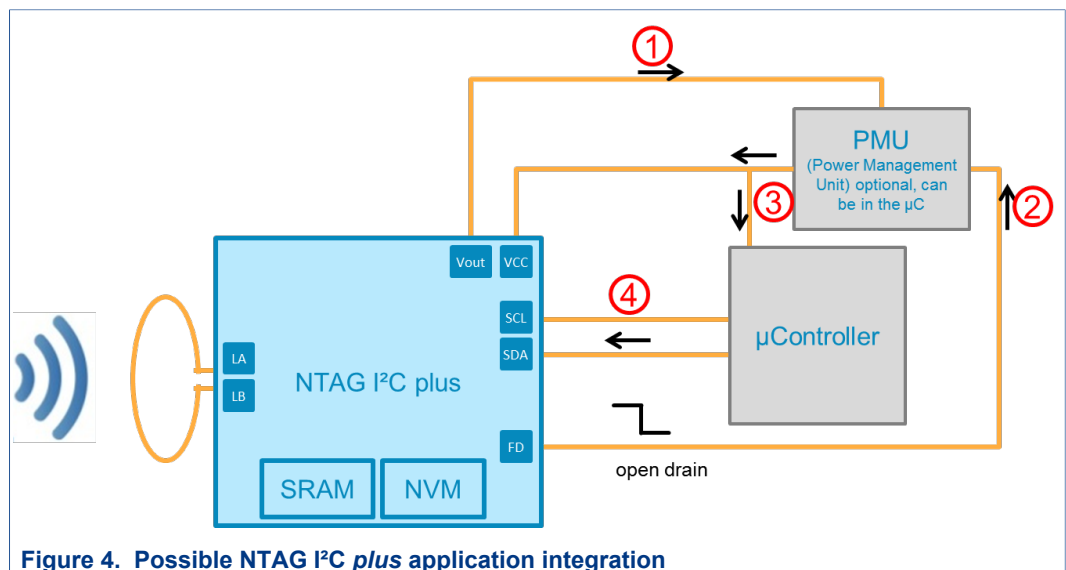 1
PMU
(Power Management
Unit) optional, can
be in the µC
3
2
Vout
VCC
4
SCL
µController
SDA
LA
NTAG I²C plus
LB
FD
open drain
SRAM
NVM
Figure 4. Possible NTAG I²C plus application integration